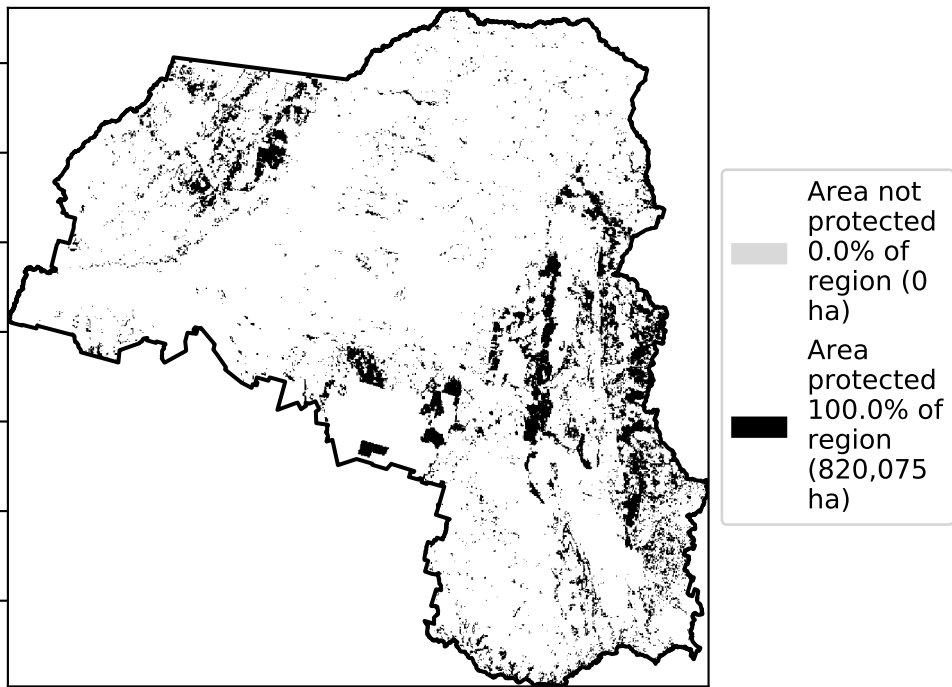 Area not
protected
0.0% of
region (0
ha)
Area
protected
100.0% of
region
(820,075
ha)